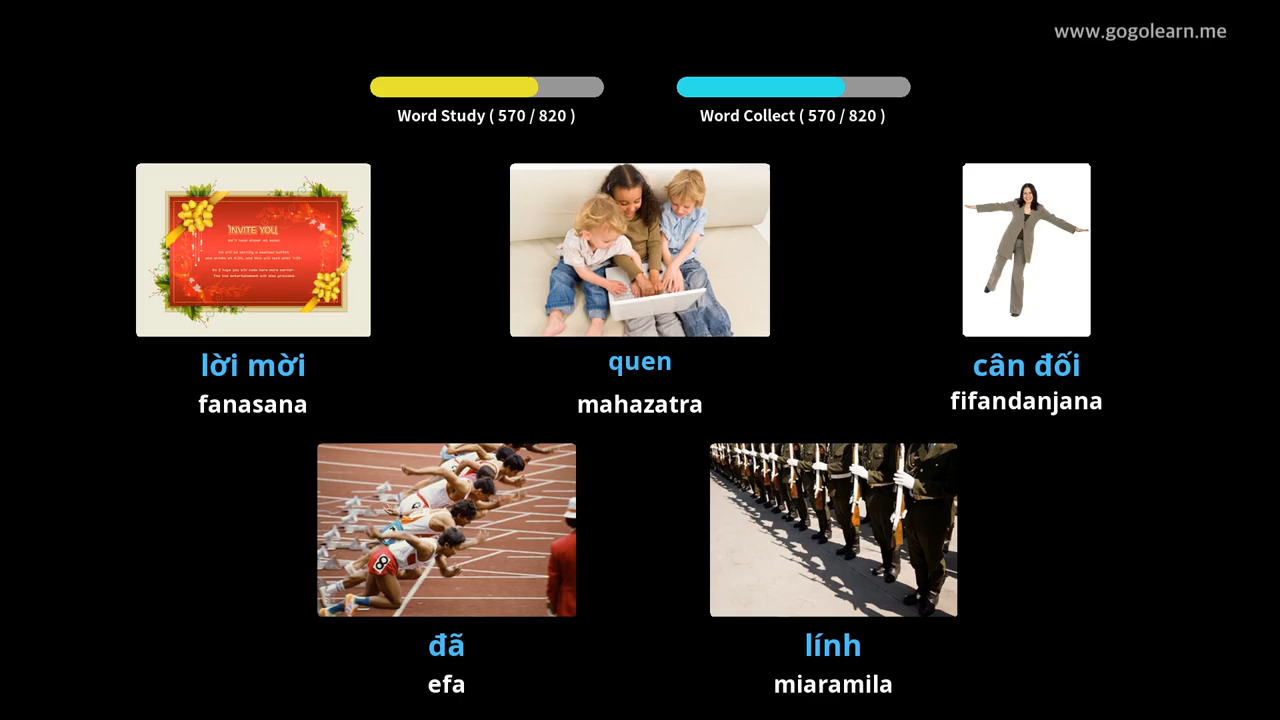 www.gogolearn.me
Word Study ( 570 / 820 )
Word Collect ( 570 / 820 )
INVITE YOU
lời mời
fanasana
quen
mahazatra
cân đối
fifandanjana
8
đã
efa
lính
miaramila